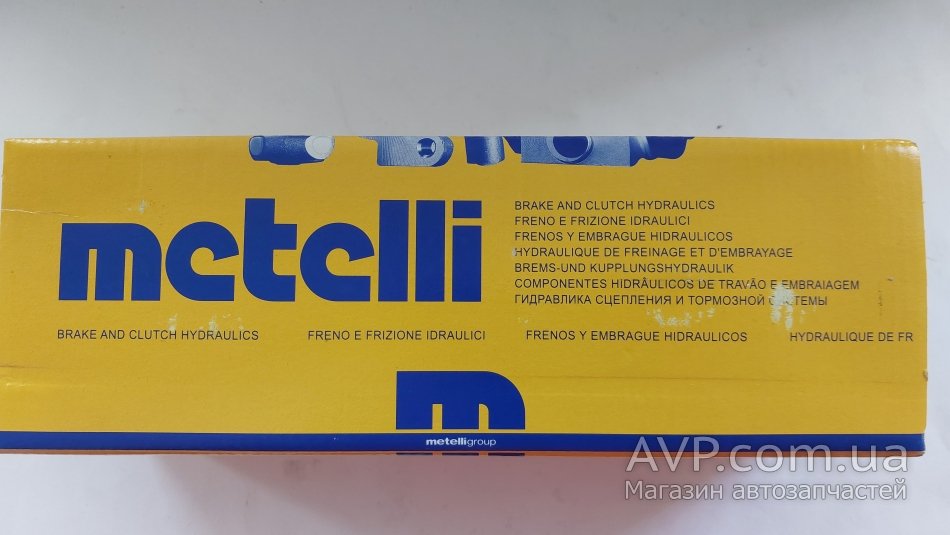 metelli
BRAKE AND CLUTCH HYDRAULICS
FRENO E FRIZIONE IDRAULICI
FRENOS Y EMBRAGUE HIDRAULICOS
HYDRAULIQUE DE FREINAGE ET D'EMBRAYAGE
BREMS-UND KUPPLUNGSHYDRAULIK
COMPONENTES HIDRÂULICOS DE TRAVÃO E EMBRAIAGEM
ГИДРАВЛИКА СЦЕПЛЕНИЯ И ТОРМОЗНОЙ СИСТЕМЫ
BRAKE AND CLUTCH HYDRAULICS FRENO E FRIZIONE IDRAULICI FRENOS Y EMBRAGUE HIDRAULICOS HYDRAULIQUE DE FR
m
metelligroup
AVP.com.ua
Магазин автозапчастей